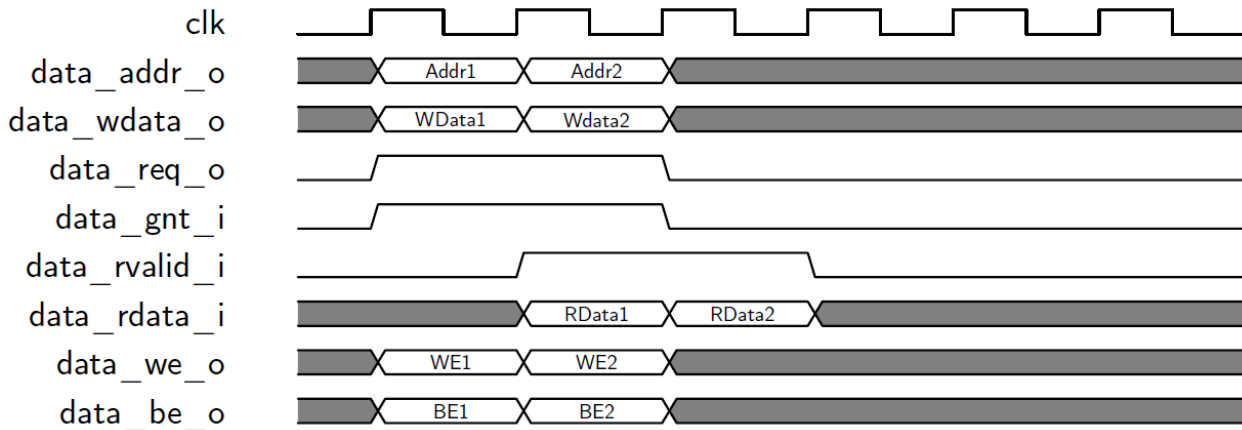 clk
data_addr_o Addr1 Addr2
data_wdata_o WData1 Wdata2
data_req_o
data_gnt_i
data_rvalid_i
data_rdata_i RData1 RData2
data_we_o WE1 WE2
data_be_o BE1 BE2